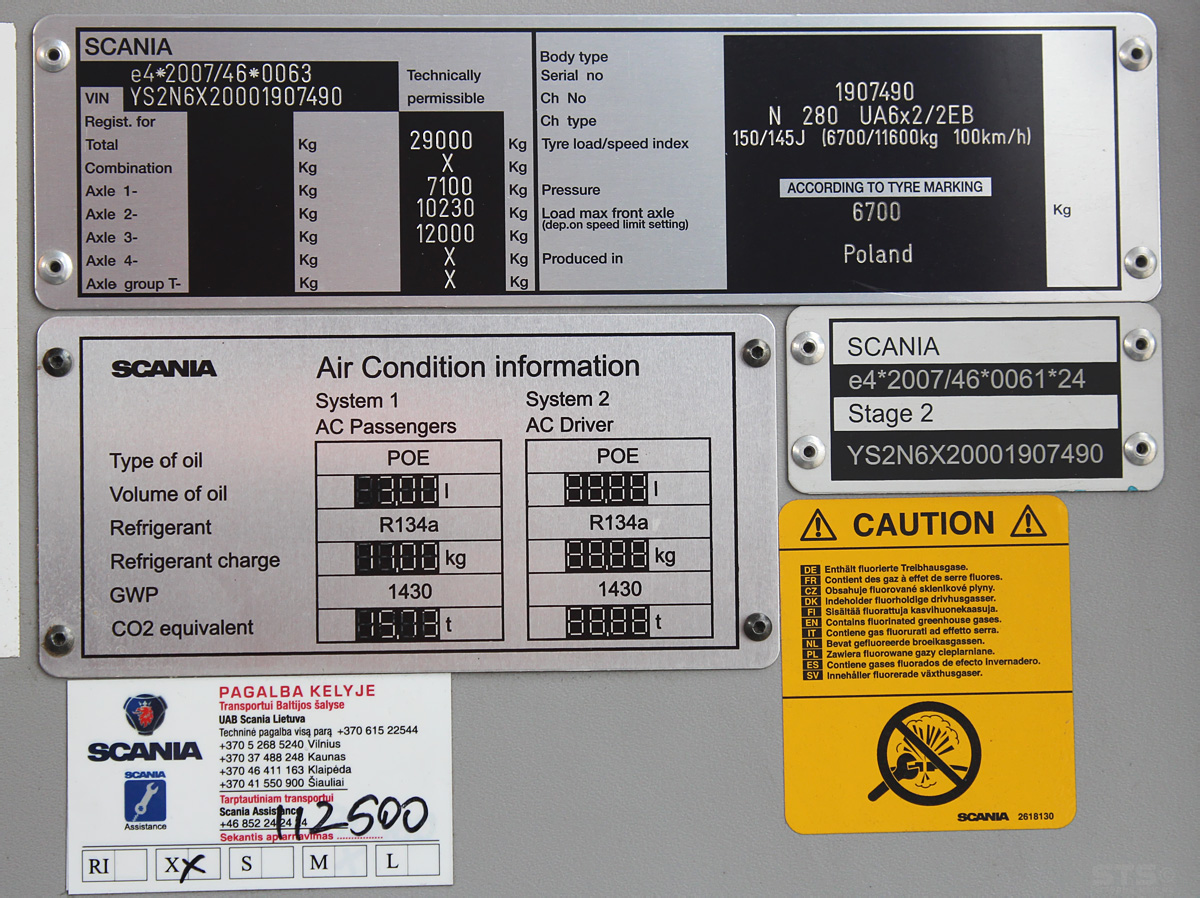 SCANIA
e4*2007/46*0063
VIN YS2N6X20001907490
Technically
permissible
Regist. for
Total Kg 29000 Kg
Combination Kg X Kg
Axle 1- Kg 7100 Kg
Axle 2- Kg 10230 Kg
Axle 3- Kg 12000 Kg
Axle 4- Kg X Kg
Axle group T- Kg X Kg
Body type
Serial no
Ch No 1907490
Ch type N 280 UA6x2/2EB
Tyre load/speed index 150/145J (6700/11600kg 100km/h)
Pressure ACCORDING TO TYRE MARKING
Load max front axle 6700 Kg
(dep.on speed limit setting)
Produced in Poland
SCANIA
Air Condition information
System 1 System 2
AC Passengers AC Driver
Type of oil POE POE
Volume of oil l l
Refrigerant R134a R134a
Refrigerant charge kg kg
GWP 1430 1430
CO2 equivalent t t
SCANIA
e4*2007/46*0061*24
Stage 2
YS2N6X20001907490
CAUTION
DE Enthält fluorierte Treibhausgase.
FR Contient des gaz à effet de serre fluores.
CZ Obsahuje fluorované sklenikové plyny.
DK Indeholder fluorholdige drivhusgasser.
FI Sisältää fluorattuja kasvihuonekaasuja.
EN Contains fluorinated greenhouse gases.
IT Contiene gas fluorurati ad effetto serra.
NL Bevat gefluoreerde broeikasgassen.
PL Zawiera fluorowane gazy cieplarniane.
ES Contiene gases fluorados de efecto Invernadero.
SV Innehåller fluorerade växthusgaser.
SCANIA 2618130
SCANIA
SCANIA
Assistance
PAGALBA KELYJE
Transportui Baltijos šalyse
UAB Scania Lietuva
Techninė pagalba visą parą +370 615 22544
+370 5 268 5240 Vilnius
+370 37 488 248 Kaunas
+370 46 411 163 Klaipėda
+370 41 550 900 Šiauliai
Tarptautiniam transportui
Scania Assistance
+46 852 24 24 24
Sekantis aptarnavimas
112500
RI X X S M L
STS